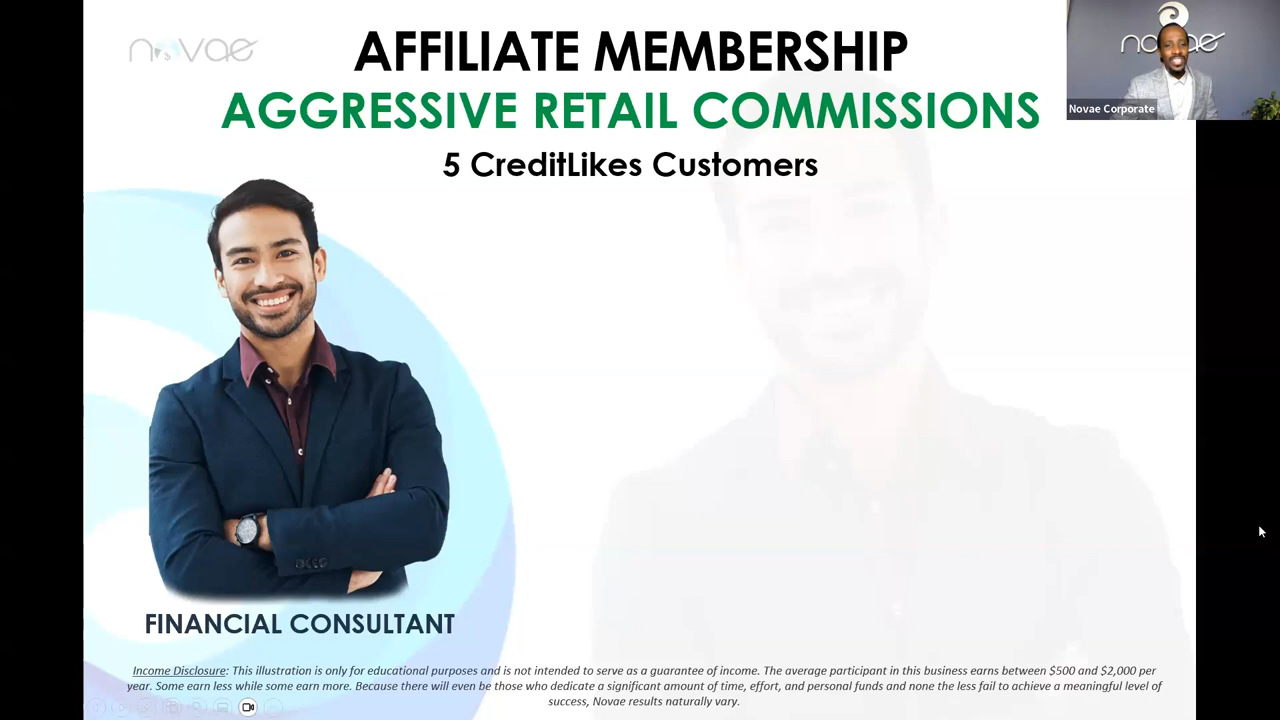 novae
AFFILIATE MEMBERSHIP
AGGRESSIVE RETAIL COMMISSIONS
5 CreditLikes Customers
novae
Novae Corporate
FINANCIAL CONSULTANT
Income Disclosure: This illustration is only for educational purposes and is not intended to serve as a guarantee of income. The average participant in this business earns between $500 and $2,000 per
year. Some earn less while some earn more. Because there will even be those who dedicate a significant amount of time, effort, and personal funds and none the less fail to achieve a meaningful level of
success, Novae results naturally vary.